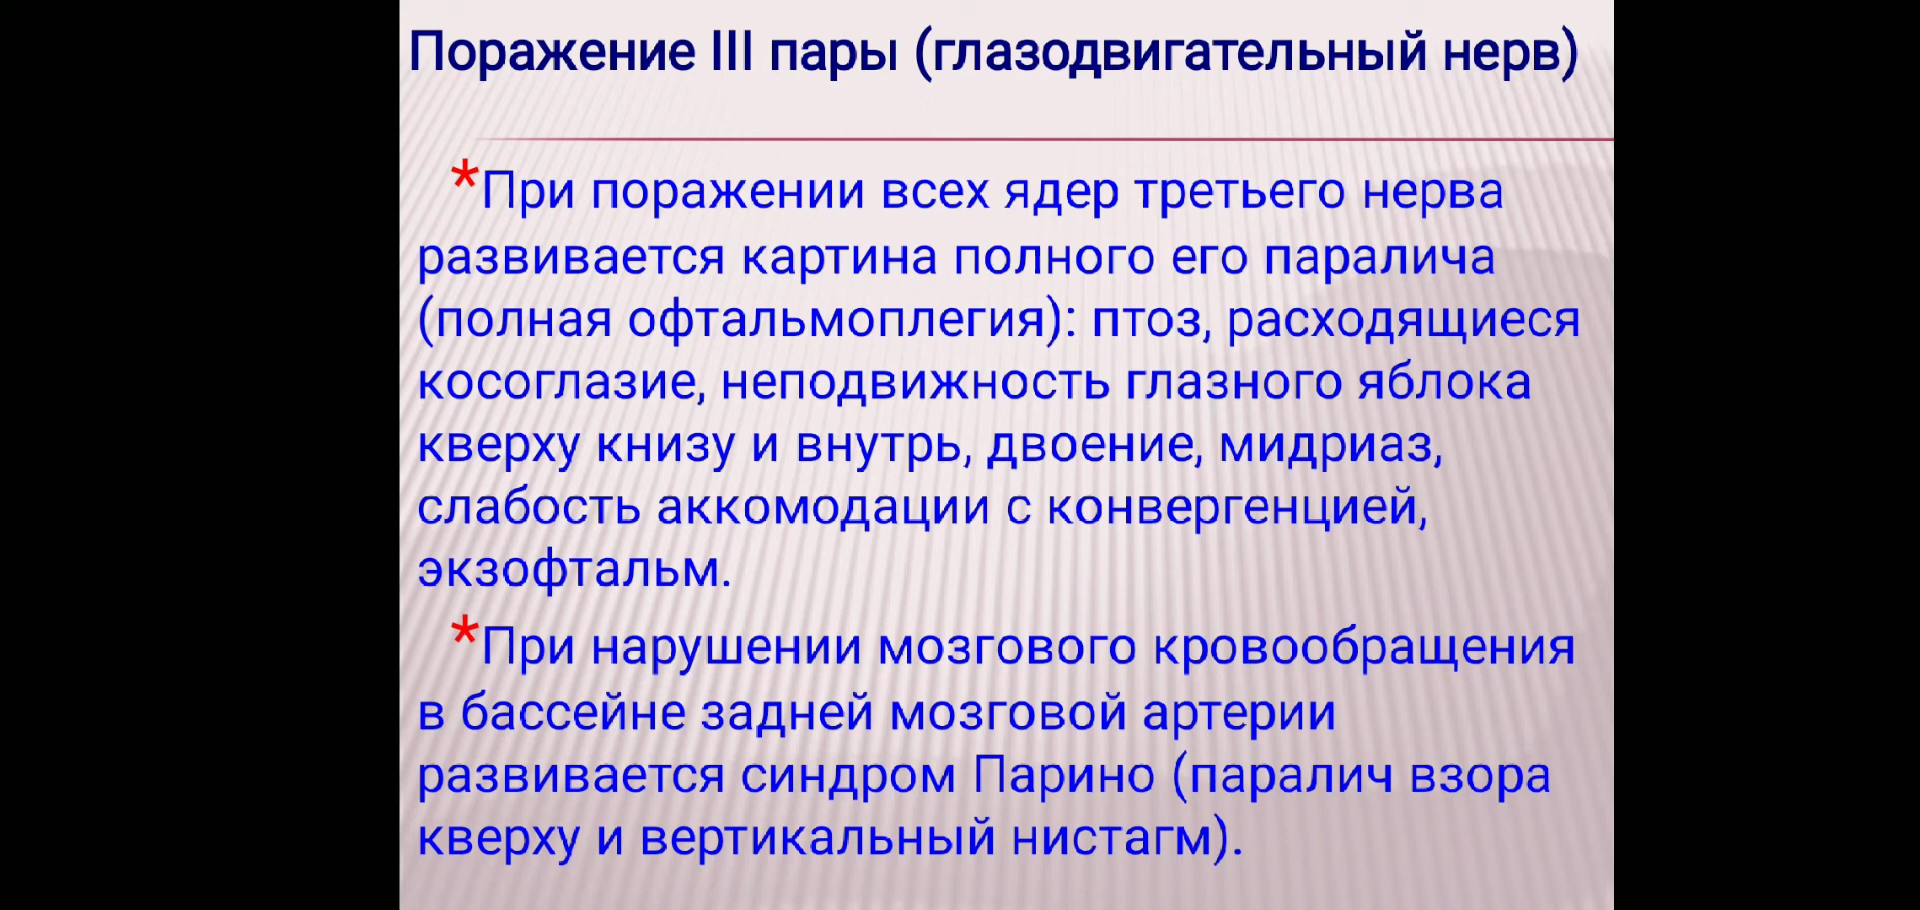 Поражение III пары (глазодвигательный нерв)
*При поражении всех ядер третьего нерва
развивается картина полного его паралича
(полная офтальмоплегия): птоз, расходящиеся
косоглазие, неподвижность глазного яблока
кверху книзу и внутрь, двоение, мидриаз,
слабость аккомодации с конвергенцией,
экзофтальм.
*При нарушении мозгового кровообращения
в бассейне задней мозговой артерии
развивается синдром Парино (паралич взора
кверху и вертикальный нистагм).